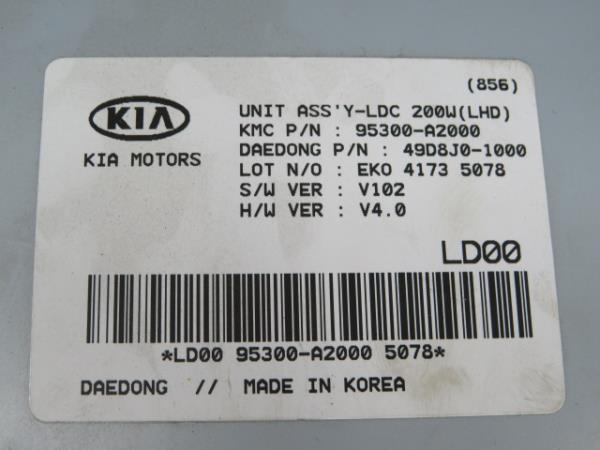 (856)
KIA
KIA MOTORS
UNIT ASS'Y-LDC 200W(LHD)
KMC P/N : 95300-A2000
DAEDONG P/N : 49D8J0-1000
LOT N/O : EKO 4173 5078
S/W VER : V102
H/W VER : V4.0
LD00
*LD00 95300-A2000 5078*
DAEDONG // MADE IN KOREA